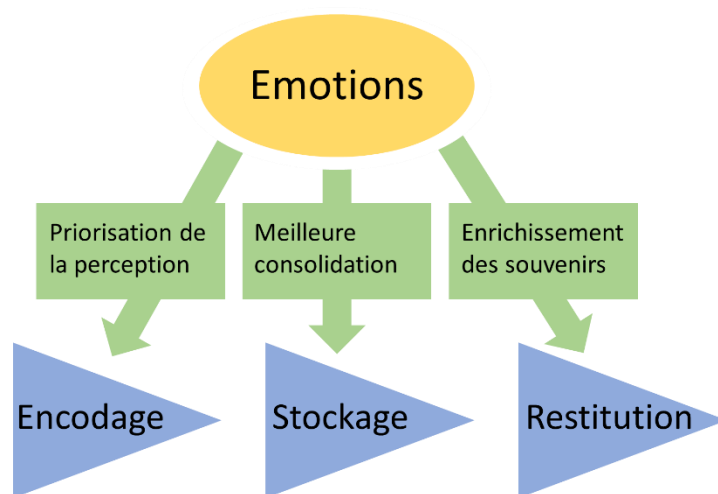 Emotions
Priorisation de
la perception
Meilleure
consolidation
Enrichissement
des souvenirs
Encodage
Stockage
Restitution